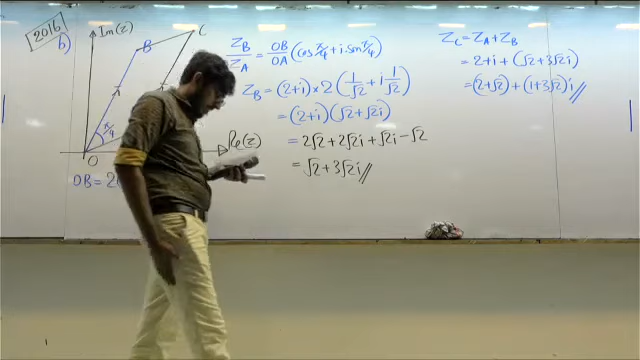 2016
b)
Im(z)
B
C
π/4
O
Re(z)
OB = 2
Z_B/Z_A = OB/OA (cos π/4 + i.sin π/4)
Z_B = (2+i) × 2 (1/√2 + i 1/√2)
= (2+i) (√2 + √2i)
= 2√2 + 2√2i + √2i - √2
= √2 + 3√2i //
Z_C = Z_A + Z_B
= 2+i + (√2 + 3√2i)
= (2+√2) + (1+3√2)i //